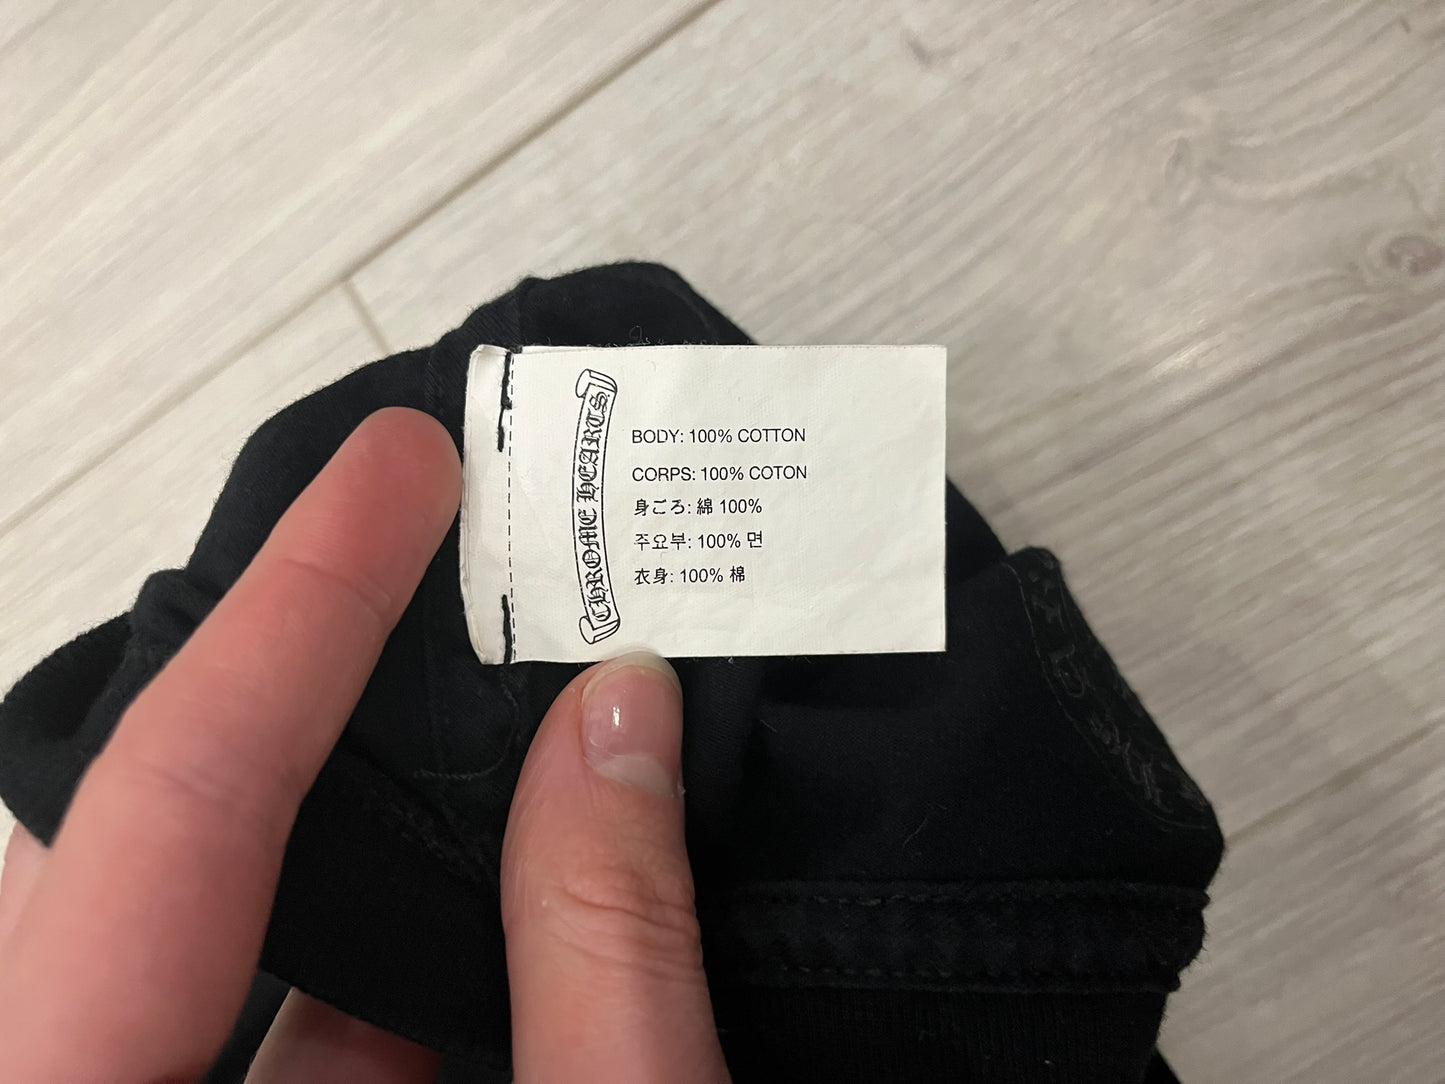 CHROME HEARTS
BODY: 100% COTTON
CORPS: 100% COTON
身ごろ: 綿 100%
주요부: 100% 면
衣身: 100% 棉